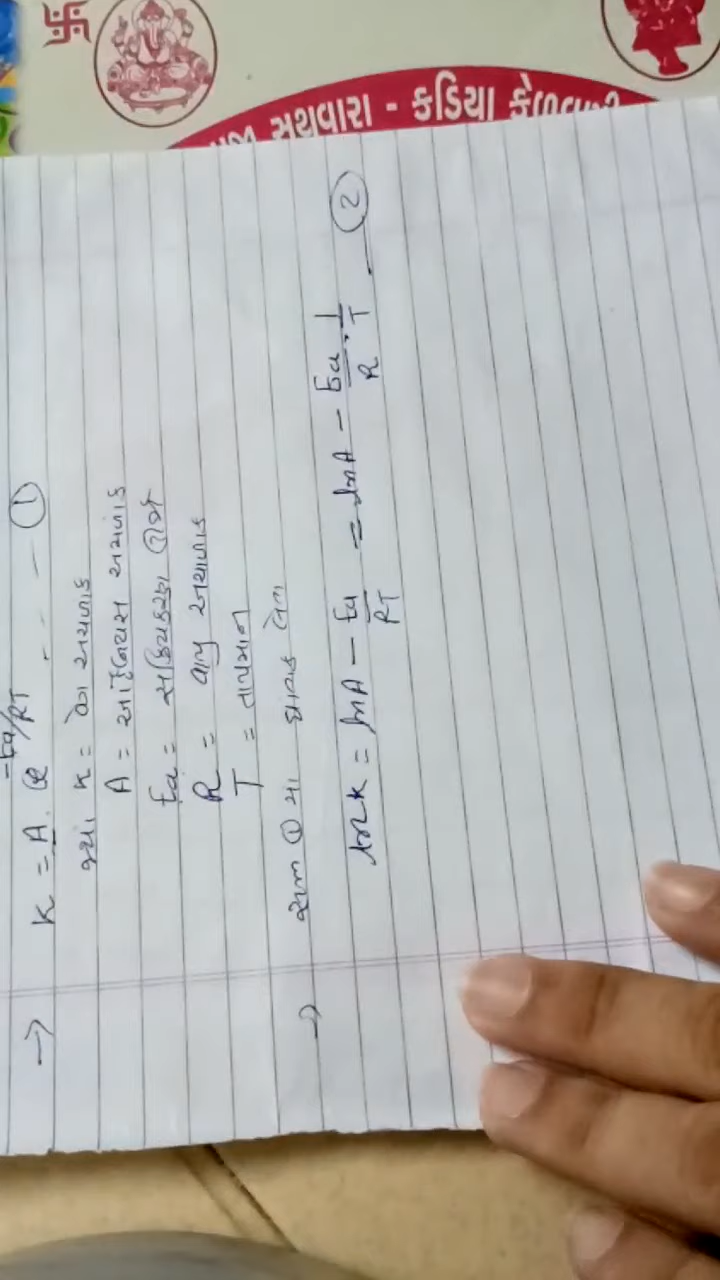 સથવારા - કડિયા
→ K = A. e -Ea/RT - - - ①
જ્યાં K = વેગ અચળાંક
A = આર્હેનિયસ અચળાંક
Ea = સક્રિયકરણ ઊર્જા
R = વાયુ અચળાંક
T = તાપમાન
→ સમી ① માં
lnK = lnA - Ea/RT = lnA - Ea/R . 1/T — ②